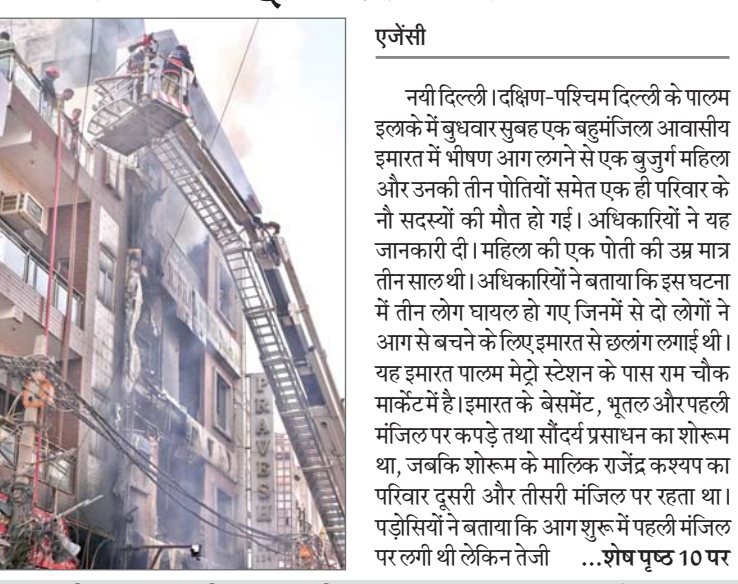 एजेंसी
नयी दिल्ली। दक्षिण-पश्चिम दिल्ली के पालम
इलाके में बुधवार सुबह एक बहुमंजिला आवासीय
इमारत में भीषण आग लगने से एक बुजुर्ग महिला
और उनकी तीन पोतियों समेत एक ही परिवार के
नौ सदस्यों की मौत हो गई। अधिकारियों ने यह
जानकारी दी। महिला की एक पोती की उम्र मात्र
तीन साल थी। अधिकारियों ने बताया कि इस घटना
में तीन लोग घायल हो गए जिनमें से दो लोगों ने
आग से बचने के लिए इमारत से छलांग लगाई थी।
यह इमारत पालम मेट्रो स्टेशन के पास राम चौक
मार्केट में है। इमारत के बेसमेंट, भूतल और पहली
मंजिल पर कपड़े तथा सौंदर्य प्रसाधन का शोरूम
था, जबकि शोरूम के मालिक राजेंद्र कश्यप का
परिवार दूसरी और तीसरी मंजिल पर रहता था।
पड़ोसियों ने बताया कि आग शुरू में पहली मंजिल
पर लगी थी लेकिन तेजी ...शेष पृष्ठ 10 पर
PRAVESH